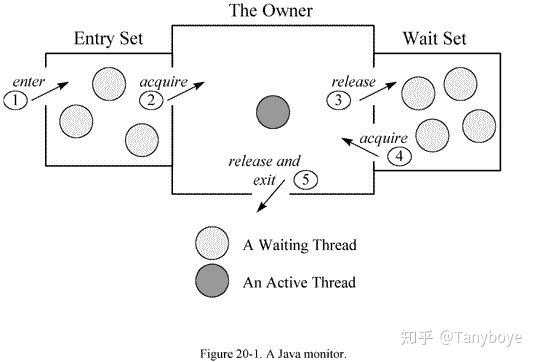 The Owner
Entry Set
Wait Set
enter
1
acquire
2
release
3
acquire
4
release and
exit
5
A Waiting Thread
An Active Thread
Figure 20-1. A Java monitor.
知乎 @Tanyboye